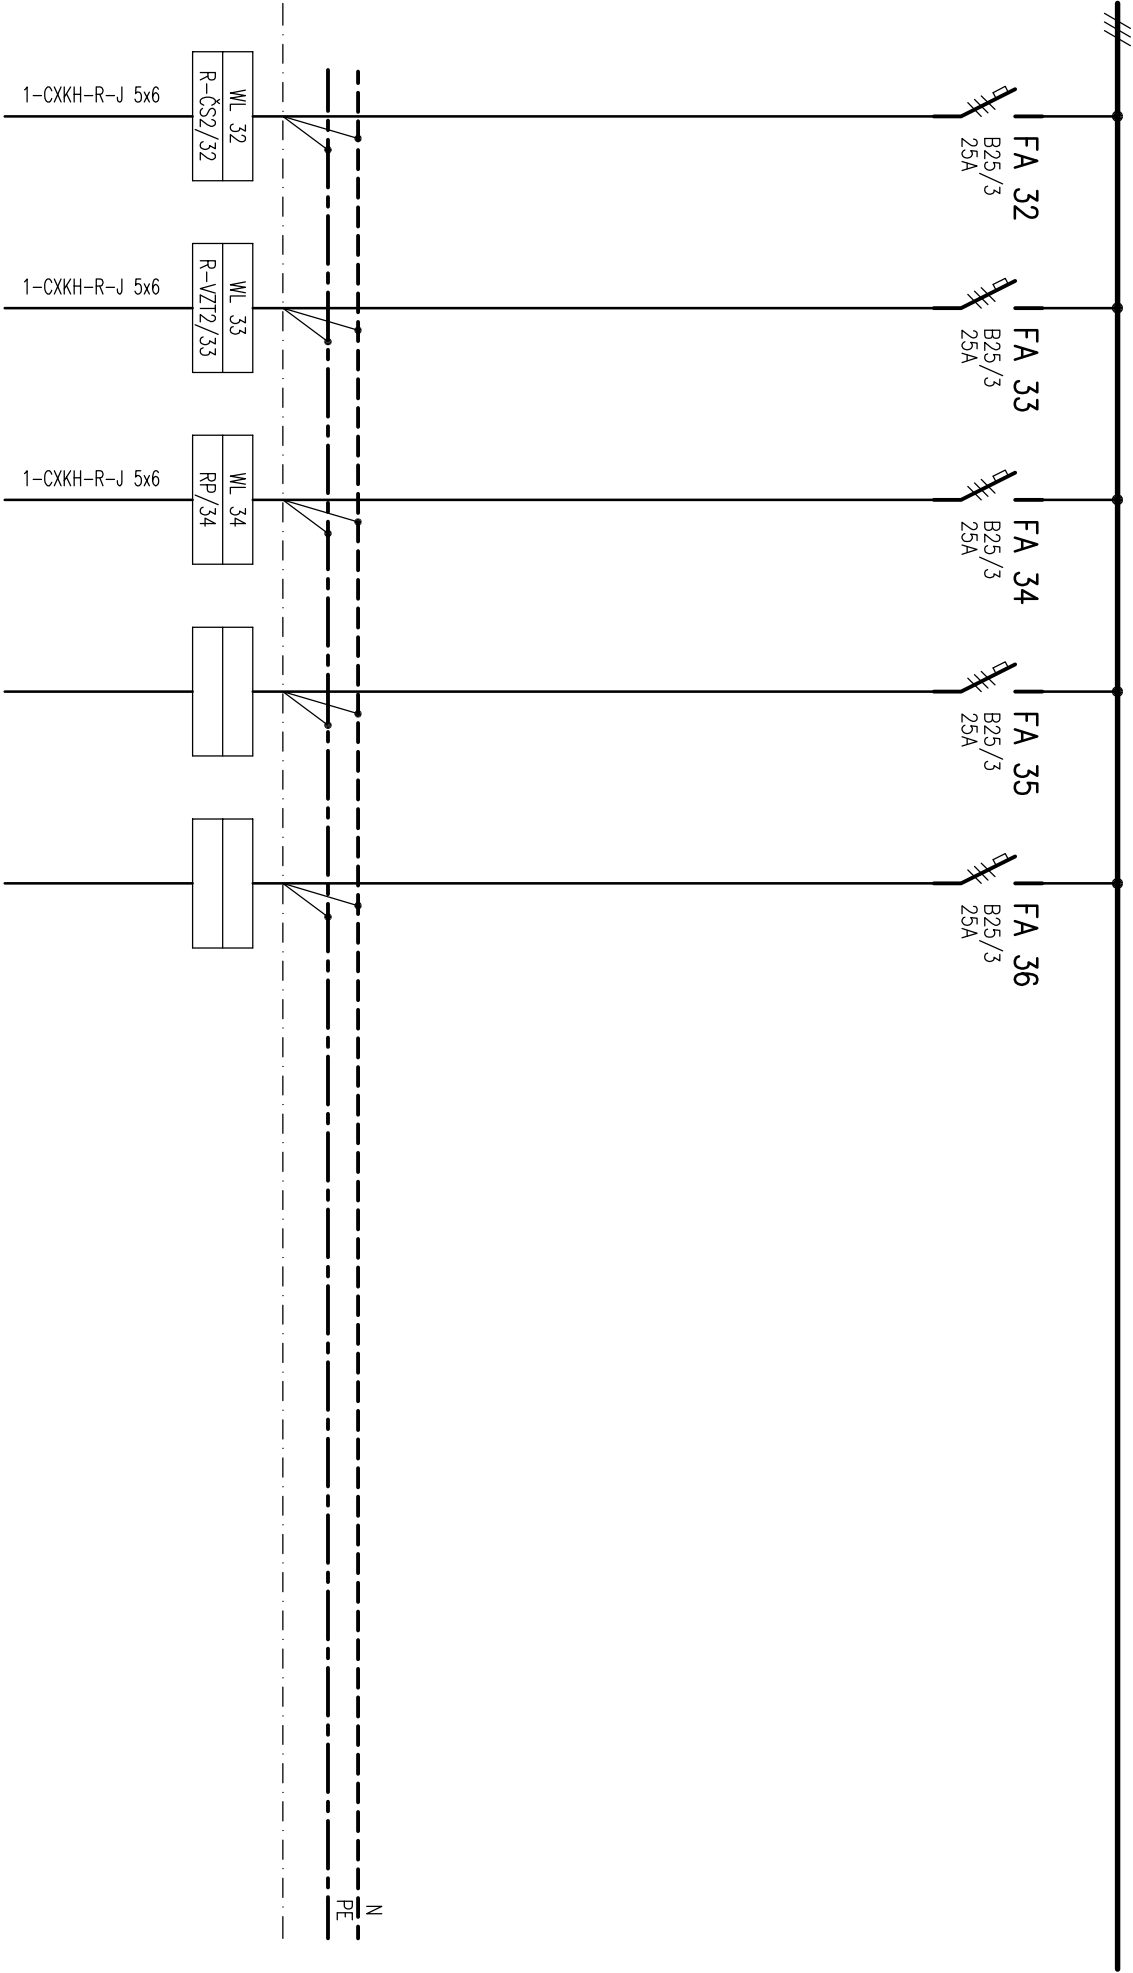 FA 32
B25/3
25A
WL 32
R-ČS2/32
1-CXKH-R-J 5x6
FA 33
B25/3
25A
WL 33
R-VZT2/33
1-CXKH-R-J 5x6
FA 34
B25/3
25A
WL 34
RP/34
1-CXKH-R-J 5x6
FA 35
B25/3
25A
FA 36
B25/3
25A
N
PE